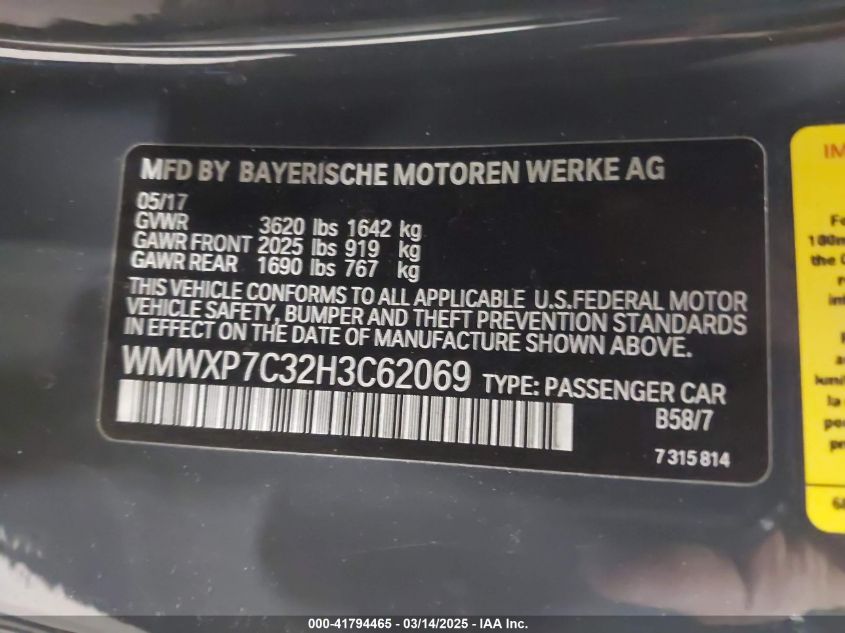 MFD BY BAYERISCHE MOTOREN WERKE AG
05/17
GVWR 3620 lbs 1642 kg
GAWR FRONT 2025 lbs 919 kg
GAWR REAR 1690 lbs 767 kg
THIS VEHICLE CONFORMS TO ALL APPLICABLE U.S.FEDERAL MOTOR
VEHICLE SAFETY, BUMPER AND THEFT PREVENTION STANDARDS
IN EFFECT ON THE DATE OF MANUFACTURE SHOWN ABOVE.
WMWXP7C32H3C62069 TYPE: PASSENGER CAR
B58/7
7 315 814
the
la
000-41794465 / 03/14/2025 - IAA Inc.